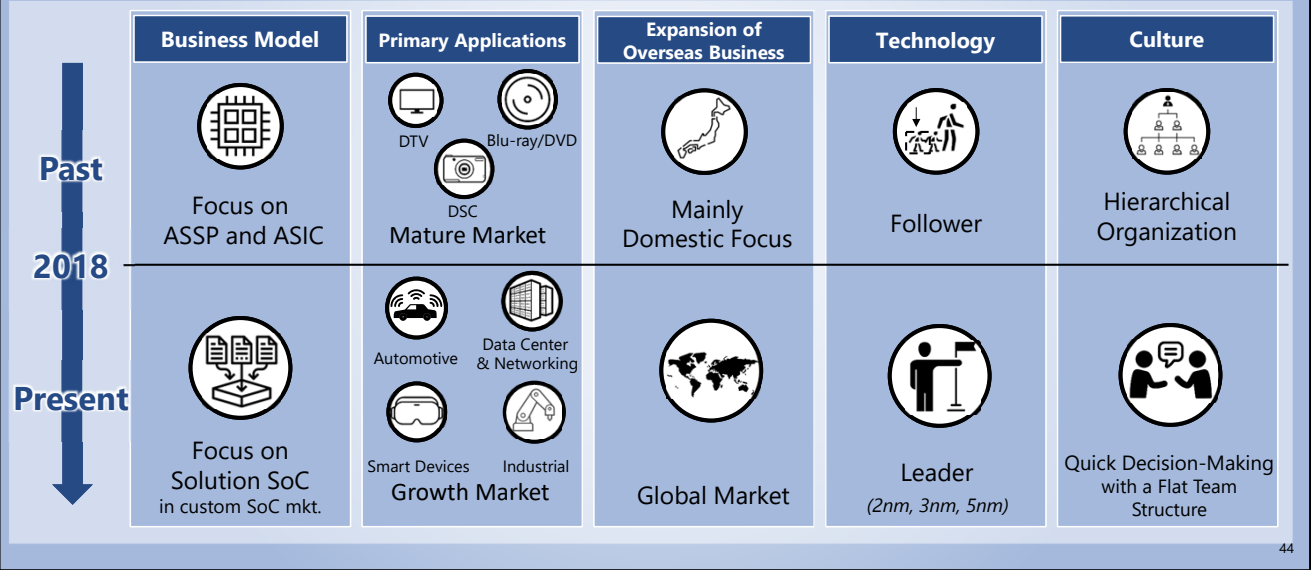 Business Model
Primary Applications
Expansion of
Overseas Business
Technology
Culture
Past
2018
Present
Focus on
ASSP and ASIC
DTV
Blu-ray/DVD
DSC
Mature Market
Mainly
Domestic Focus
Follower
Hierarchical
Organization
Focus on
Solution SoC
in custom SoC mkt.
Automotive
Data Center
& Networking
Smart Devices
Industrial
Growth Market
Global Market
Leader
(2nm, 3nm, 5nm)
Quick Decision-Making
with a Flat Team
Structure
44